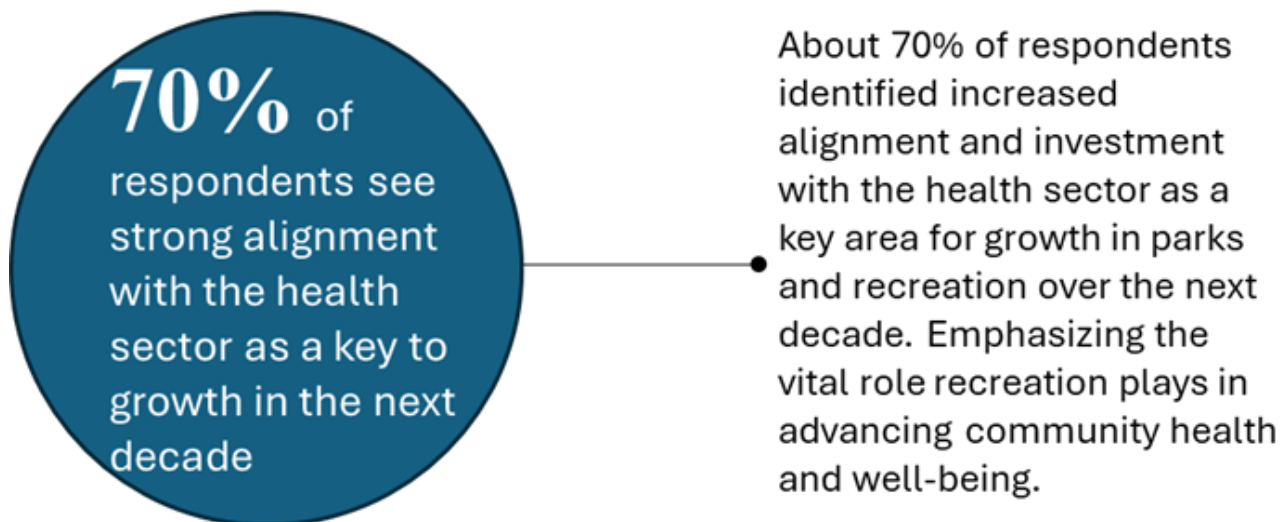 70% of
respondents see
strong alignment
with the health
sector as a key to
growth in the next
decade
About 70% of respondents
identified increased
alignment and investment
with the health sector as a
key area for growth in parks
and recreation over the next
decade. Emphasizing the
vital role recreation plays in
advancing community health
and well-being.